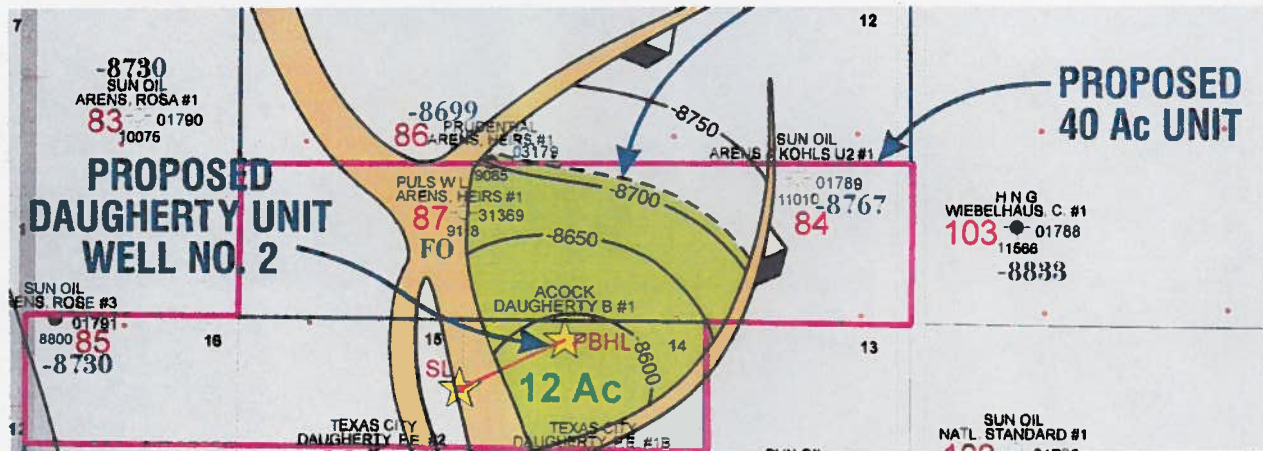 7
12
-8730
SUN OIL
ARENS, ROSA #1
83
01790
10075
-8699
86
PRUDENTIAL
ARENS, HEIRS #1
03179
9085
-8750
SUN OIL
ARENS KOHLS U2 #1
01789
11010
-8767
84
PROPOSED
40 Ac UNIT
PROPOSED
DAUGHERTY UNIT
WELL NO. 2
PULS W L
ARENS, HEIRS #1
87
31369
FO
-8700
-8650
H N G
WIEBELHAUS, C. #1
103
01788
11566
-8833
SUN OIL
ENS, ROSE #3
01791
8800
85
-8730
16
15
ACOCK
DAUGHERTY B #1
PBHL
14
-8600
13
SL
12 Ac
TEXAS CITY
DAUGHERTY P.E. #2
TEXAS CITY
DAUGHERTY P.E. #1B
SUN OIL
NATL. STANDARD #1